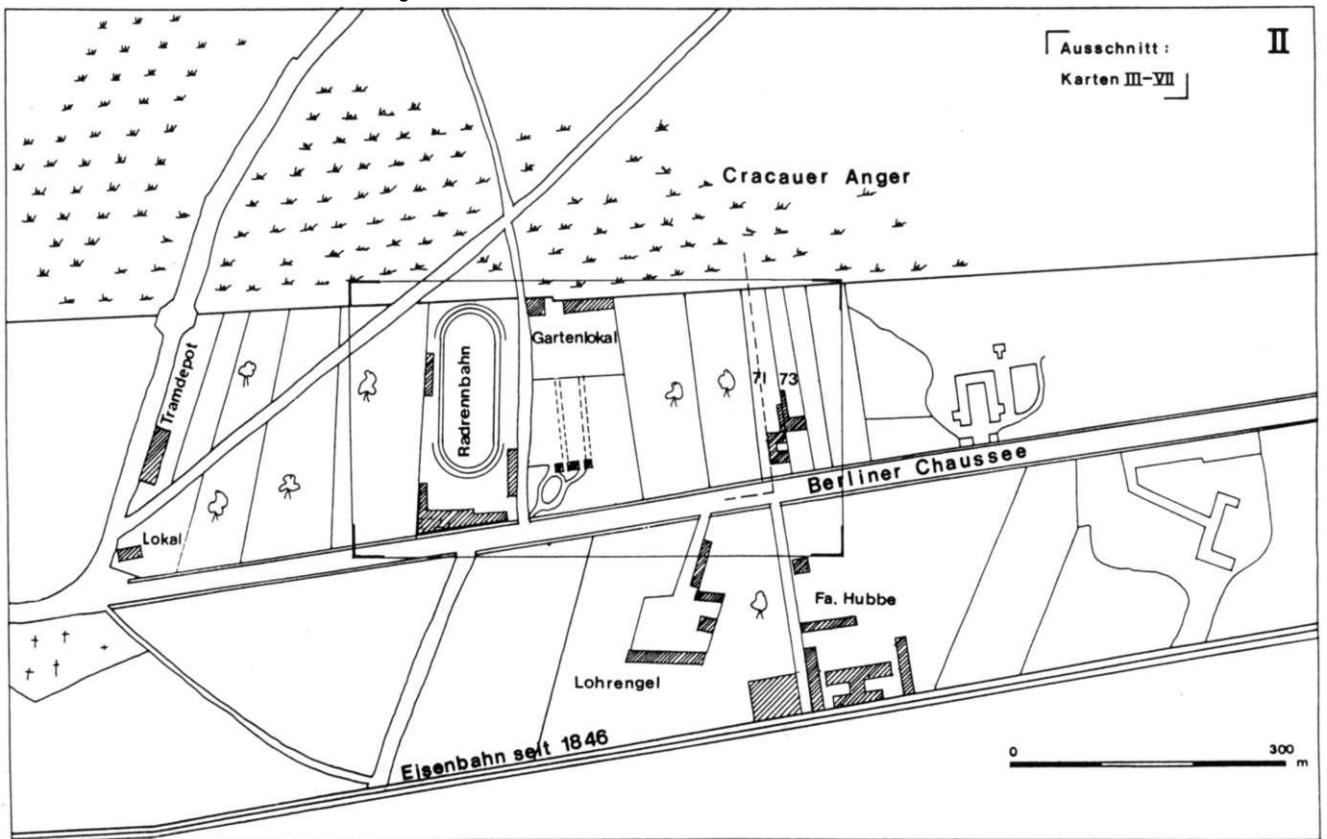 II
Ausschnitt :
Karten III-VII
Cracauer Anger
Tramdepot
Radrennbahn
Gartenlokal
71 73
Berliner Chaussee
Lokal
Fa. Hubbe
Lohrengel
Eisenbahn seit 1846
0 300
m